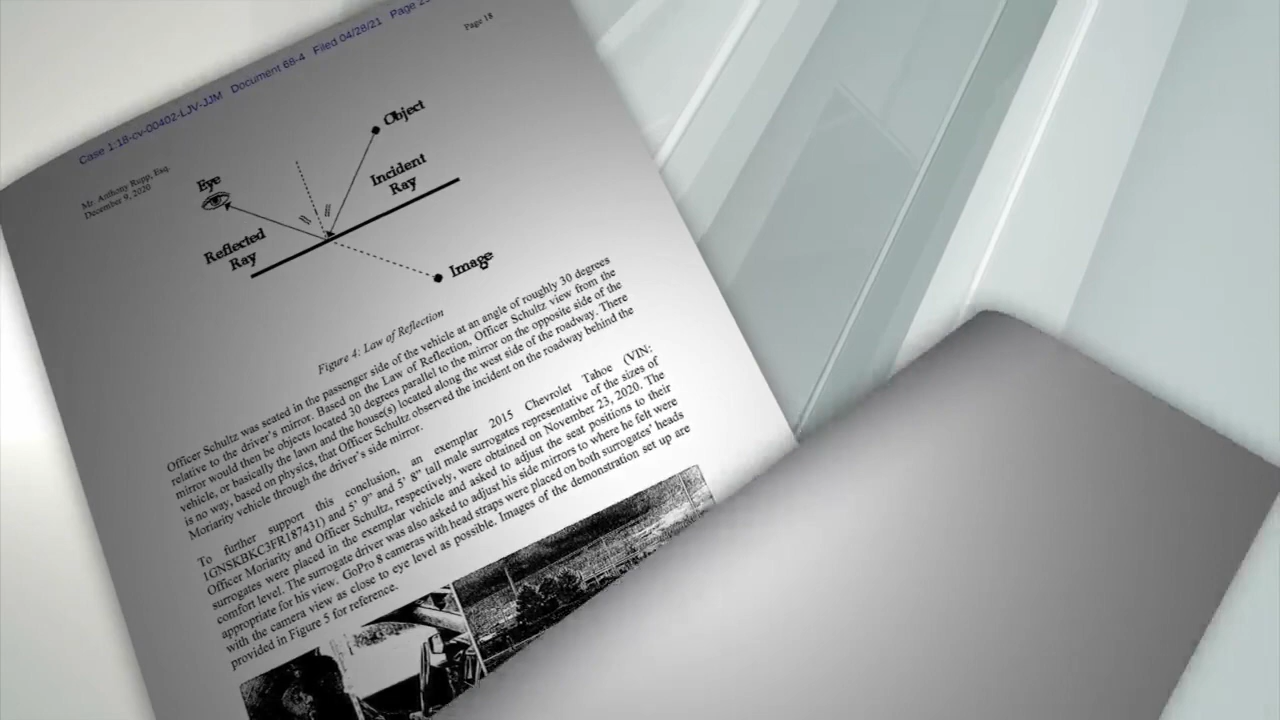 Case 1:18-cv-00402-LJV-JJM Document 68-4 Filed 04/28/21 Page
Page 18
Mr. Anthony Rupp, Esq.
December 9, 2020
Object
Eye
Incident
Ray
Reflected
Ray
Image
Figure 4: Law of Reflection
Officer Schultz was seated in the passenger side of the vehicle at an angle of roughly 30 degrees
relative to the driver's mirror. Based on the Law of Reflection, Officer Schultz view from the
mirror would then be objects located 30 degrees parallel to the mirror on the opposite side of the
vehicle, or basically the lawn and the house(s) located along the west side of the roadway. There
is no way, based on physics, that Officer Schultz observed the incident on the roadway behind the
Moriarity vehicle through the driver's side mirror.
To further support this conclusion, an exemplar 2015 Chevrolet Tahoe (VIN:
1GNSKBKC3FR187431) and 5' 9" and 5' 8" tall male surrogates representative of the sizes of
Officer Moriarity and Officer Schultz, respectively, were obtained on November 23, 2020. The
surrogates were placed in the exemplar vehicle and asked to adjust the seat positions to their
comfort level. The surrogate driver was also asked to adjust his side mirrors to where he felt were
appropriate for his view. GoPro 8 cameras with head straps were placed on both surrogates' heads
with the camera view as close to eye level as possible. Images of the demonstration set up are
provided in Figure 5 for reference.